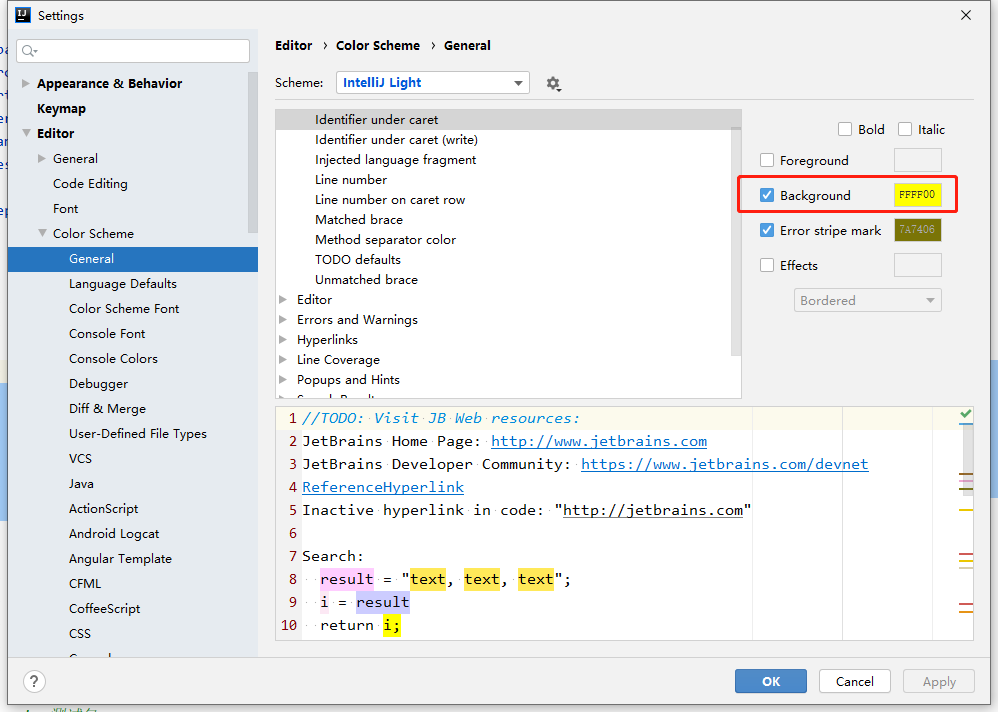 Settings
Appearance & Behavior
Keymap
Editor
General
Code Editing
Font
Color Scheme
General
Language Defaults
Color Scheme Font
Console Font
Console Colors
Debugger
Diff & Merge
User-Defined File Types
VCS
Java
ActionScript
Android Logcat
Angular Template
CFML
CoffeeScript
CSS
Editor › Color Scheme › General
Scheme: IntelliJ Light
Identifier under caret
Identifier under caret (write)
Injected language fragment
Line number
Line number on caret row
Matched brace
Method separator color
TODO defaults
Unmatched brace
Editor
Errors and Warnings
Hyperlinks
Line Coverage
Popups and Hints
Bold Italic
Foreground
Background FFFF00
Error stripe mark 7A7406
Effects
Bordered
1 //TODO: Visit JB Web resources:
2 JetBrains Home Page: http://www.jetbrains.com
3 JetBrains Developer Community: https://www.jetbrains.com/devnet
4 ReferenceHyperlink
5 Inactive hyperlink in code: "http://jetbrains.com"
6
7 Search:
8 result = "text, text, text";
9 i = result
10 return i;
? OK Cancel Apply